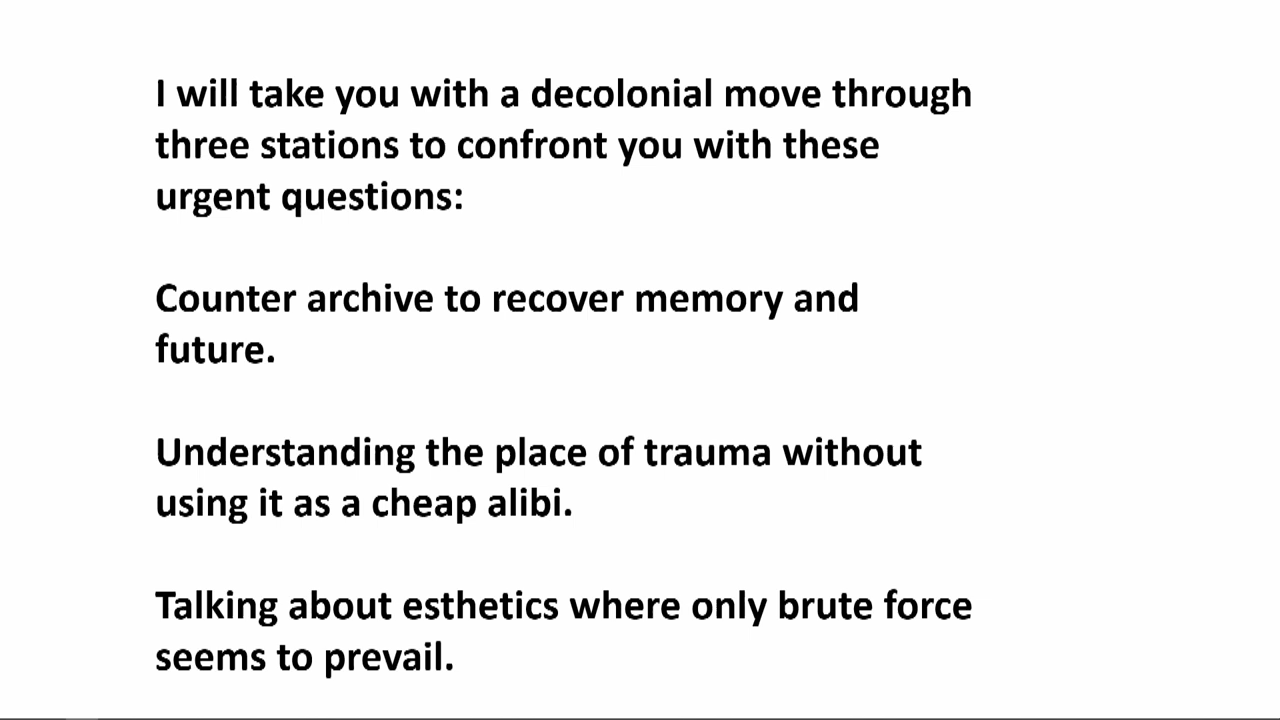 I will take you with a decolonial move through
three stations to confront you with these
urgent questions:
Counter archive to recover memory and
future.
Understanding the place of trauma without
using it as a cheap alibi.
Talking about esthetics where only brute force
seems to prevail.